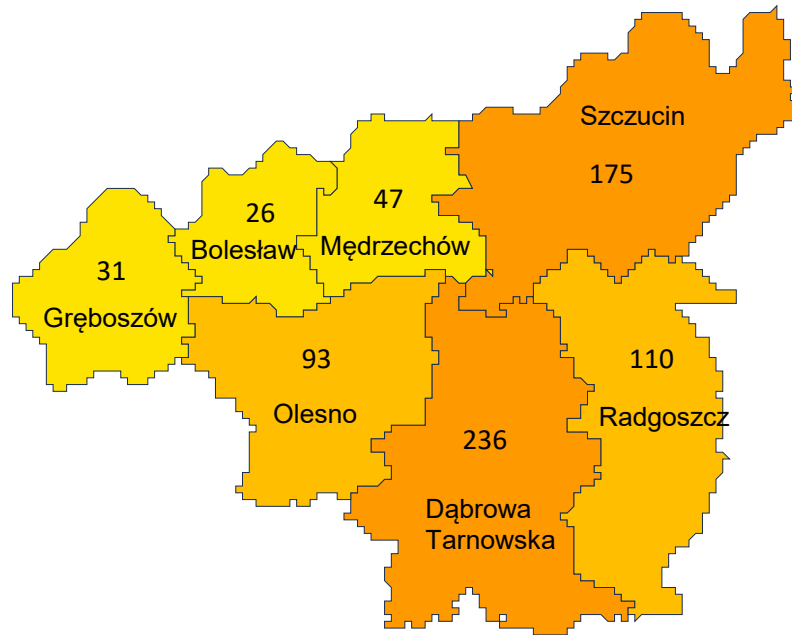 Szczucin
175
47
Mędrzechów
26
Bolesław
31
Gręboszów
93
Olesno
110
Radgoszcz
236
Dąbrowa
Tarnowska